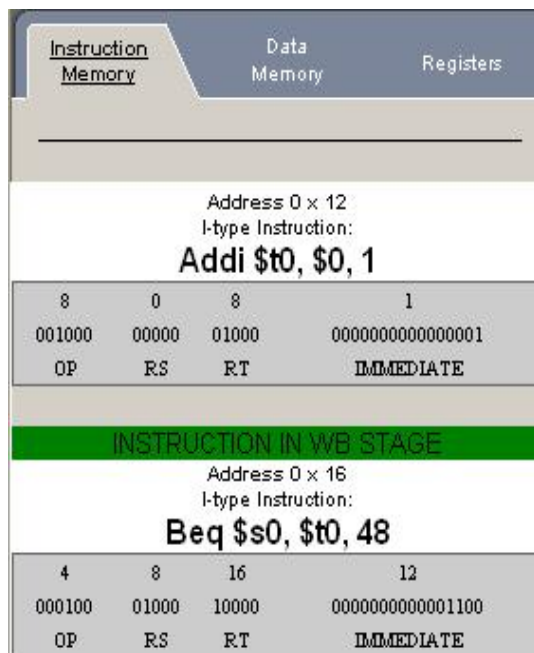 Instruction Memory
Data Memory
Registers
Address 0 x 12
I-type Instruction:
Addi $t0, $0, 1
8 0 8 1
001000 00000 01000 0000000000000001
OP RS RT IMMEDIATE
INSTRUCTION IN WB STAGE
Address 0 x 16
I-type Instruction:
Beq $s0, $t0, 48
4 8 16 12
000100 01000 10000 0000000000001100
OP RS RT IMMEDIATE